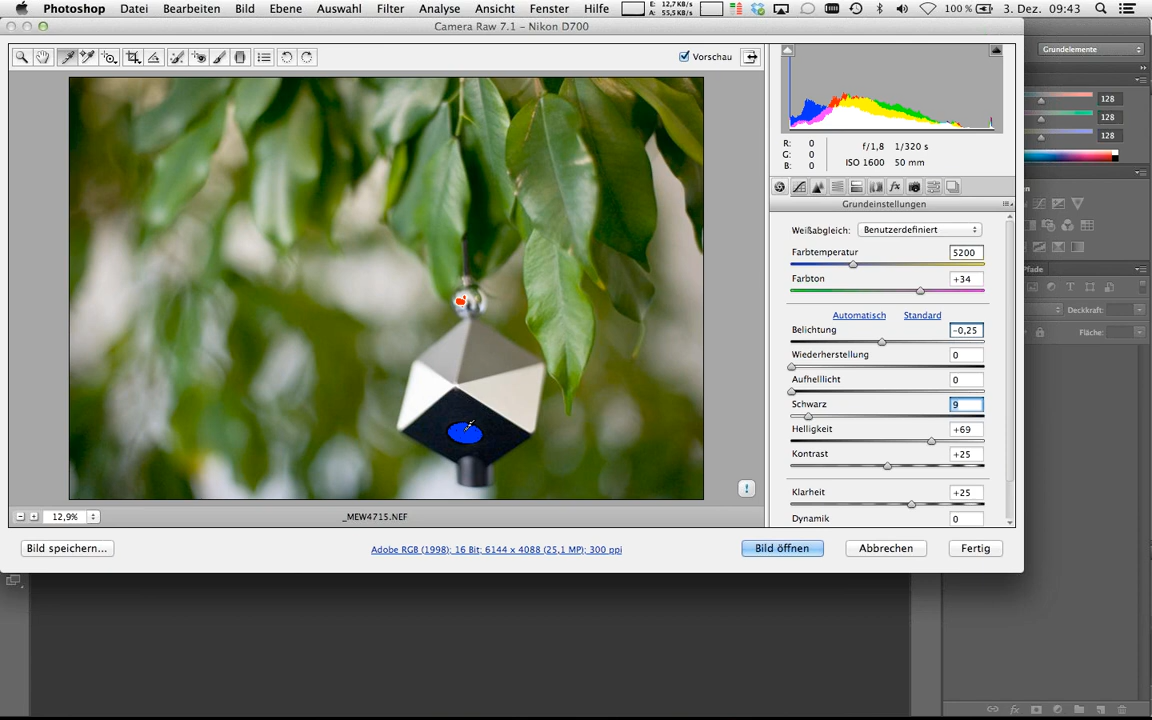 Photoshop Datei Bearbeiten Bild Ebene Auswahl Filter Analyse Ansicht Fenster Hilfe E: 12,7KB/s A: 55,5KB/s 100 % 3. Dez. 09:43
Camera Raw 7.1 – Nikon D700
Vorschau
Grundelemente
R: 0
G: 0
B: 0
f/1,8 1/320 s
ISO 1600 50 mm
128
128
128
Grundeinstellungen
Weißabgleich: Benutzerdefiniert
Farbtemperatur 5200
Farbton +34
Automatisch Standard
Belichtung -0,25
Wiederherstellung 0
Aufhelllicht 0
Schwarz 9
Helligkeit +69
Kontrast +25
Klarheit +25
Dynamik 0
Pfade
Deckkraft:
Fläche:
12,9%
_MEW4715.NEF
Bild speichern...
Adobe RGB (1998); 16 Bit; 6144 x 4088 (25,1 MP); 300 ppi
Bild öffnen Abbrechen Fertig